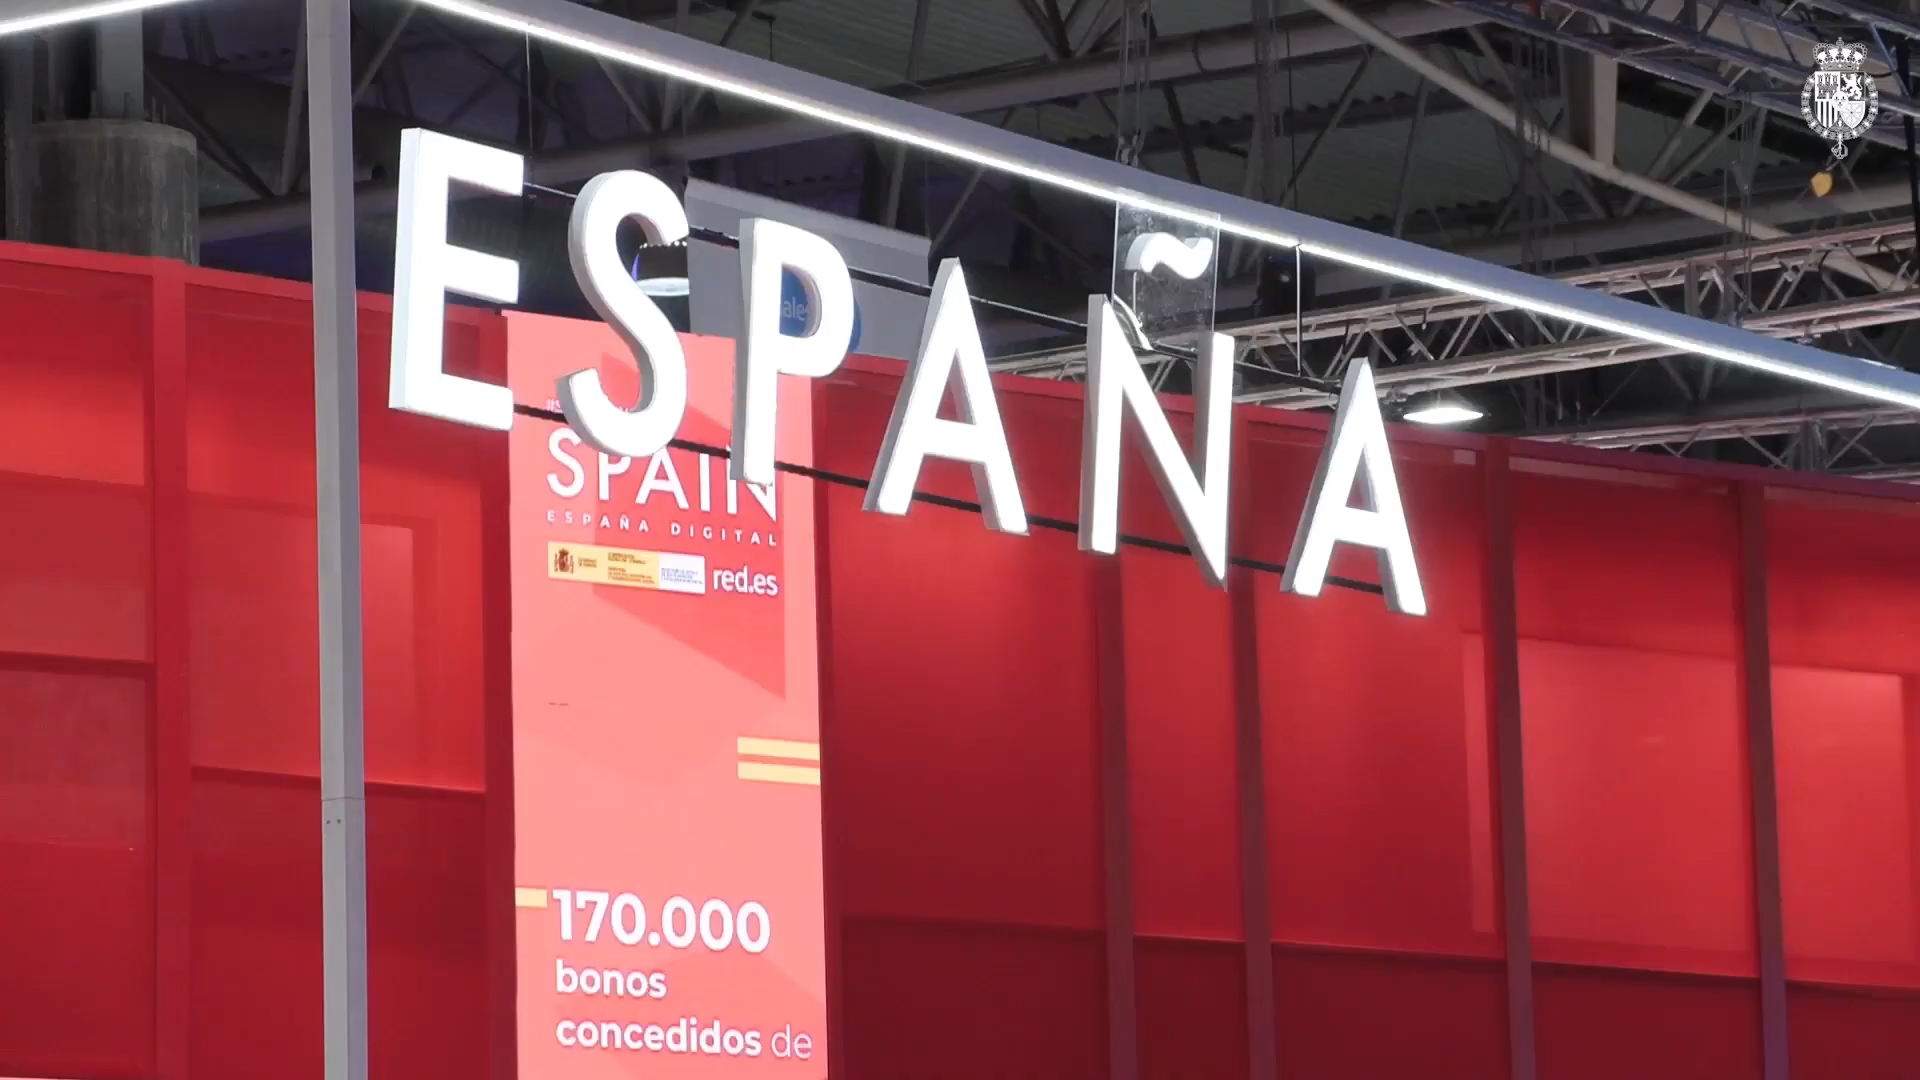 ESPAÑA
SPAIN
ESPAÑA DIGITAL
red.es
170.000
bonos
concedidos de